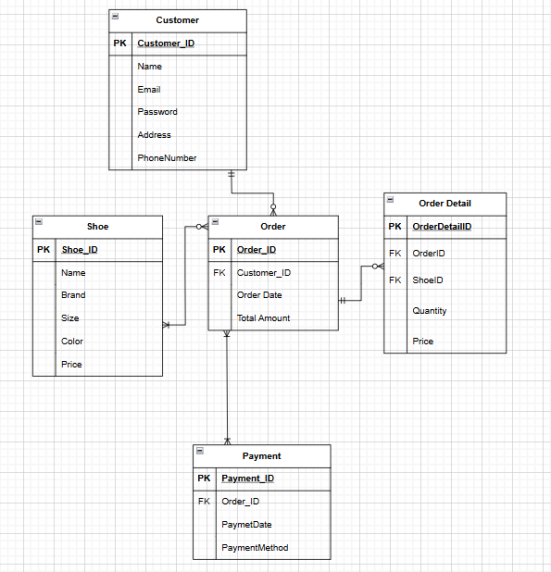 Customer
PK Customer_ID
Name
Email
Password
Address
PhoneNumber
Shoe
PK Shoe_ID
Name
Brand
Size
Color
Price
Order
PK Order_ID
FK Customer_ID
Order Date
Total Amount
Order Detail
PK OrderDetailID
FK OrderID
FK ShoeID
Quantity
Price
Payment
PK Payment_ID
FK Order_ID
PaymetDate
PaymentMethod